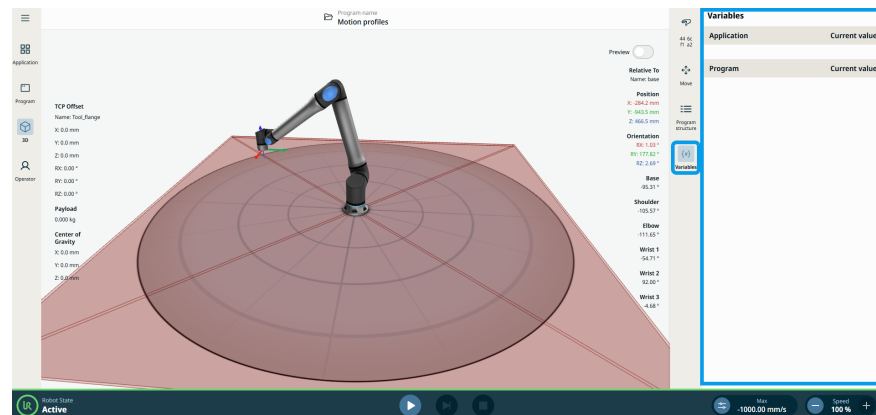 Program name
Motion profiles
Application
Program
3D
Operator
TCP Offset
Name: Tool_flange
X: 0.0 mm
Y: 0.0 mm
Z: 0.0 mm
RX: 0.00 °
RY: 0.00 °
RZ: 0.00 °
Payload
0.000 kg
Center of
Gravity
X: 0.0 mm
Y: 0.0 mm
Z: 0.0 mm
Preview
Relative To
Name: base
Position
X: -284.2 mm
Y: -943.5 mm
Z: 466.5 mm
Orientation
RX: 1.03 °
RY: 177.82 °
RZ: 2.69 °
Base
-95.31 °
Shoulder
-105.57 °
Elbow
-111.65 °
Wrist 1
-54.71 °
Wrist 2
92.00 °
Wrist 3
-4.68 °
44 6c
f1 a2
Move
Program
structure
Variables
Variables
Application Current value
Program Current value
UR
Robot State
Active
Max
-1000.00 mm/s
Speed
100 %